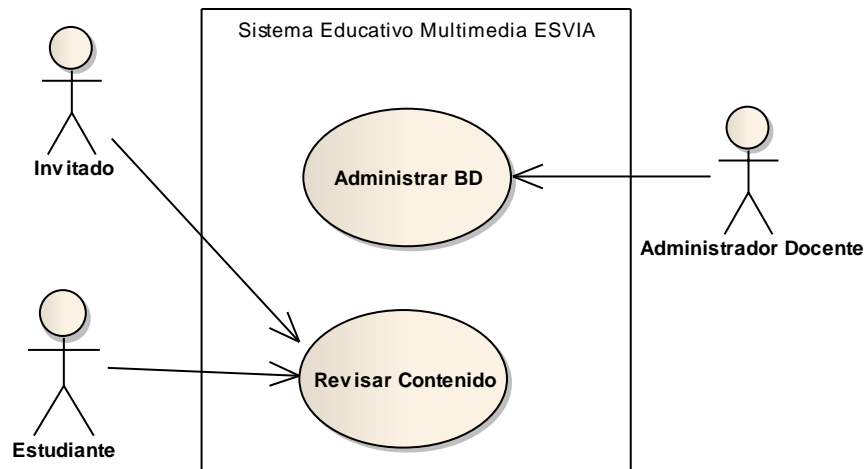 Sistema Educativo Multimedia ESVIA
Invitado
Administrar BD
Administrador Docente
Revisar Contenido
Estudiante